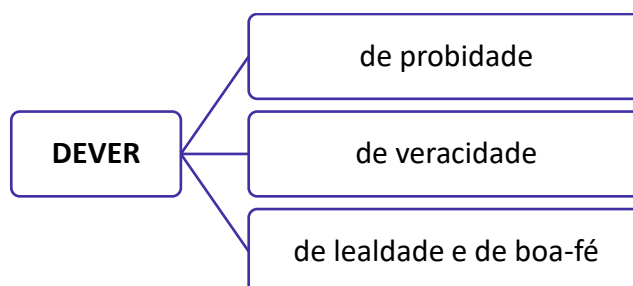 de probidade
DEVER
de veracidade
de lealdade e de boa-fé